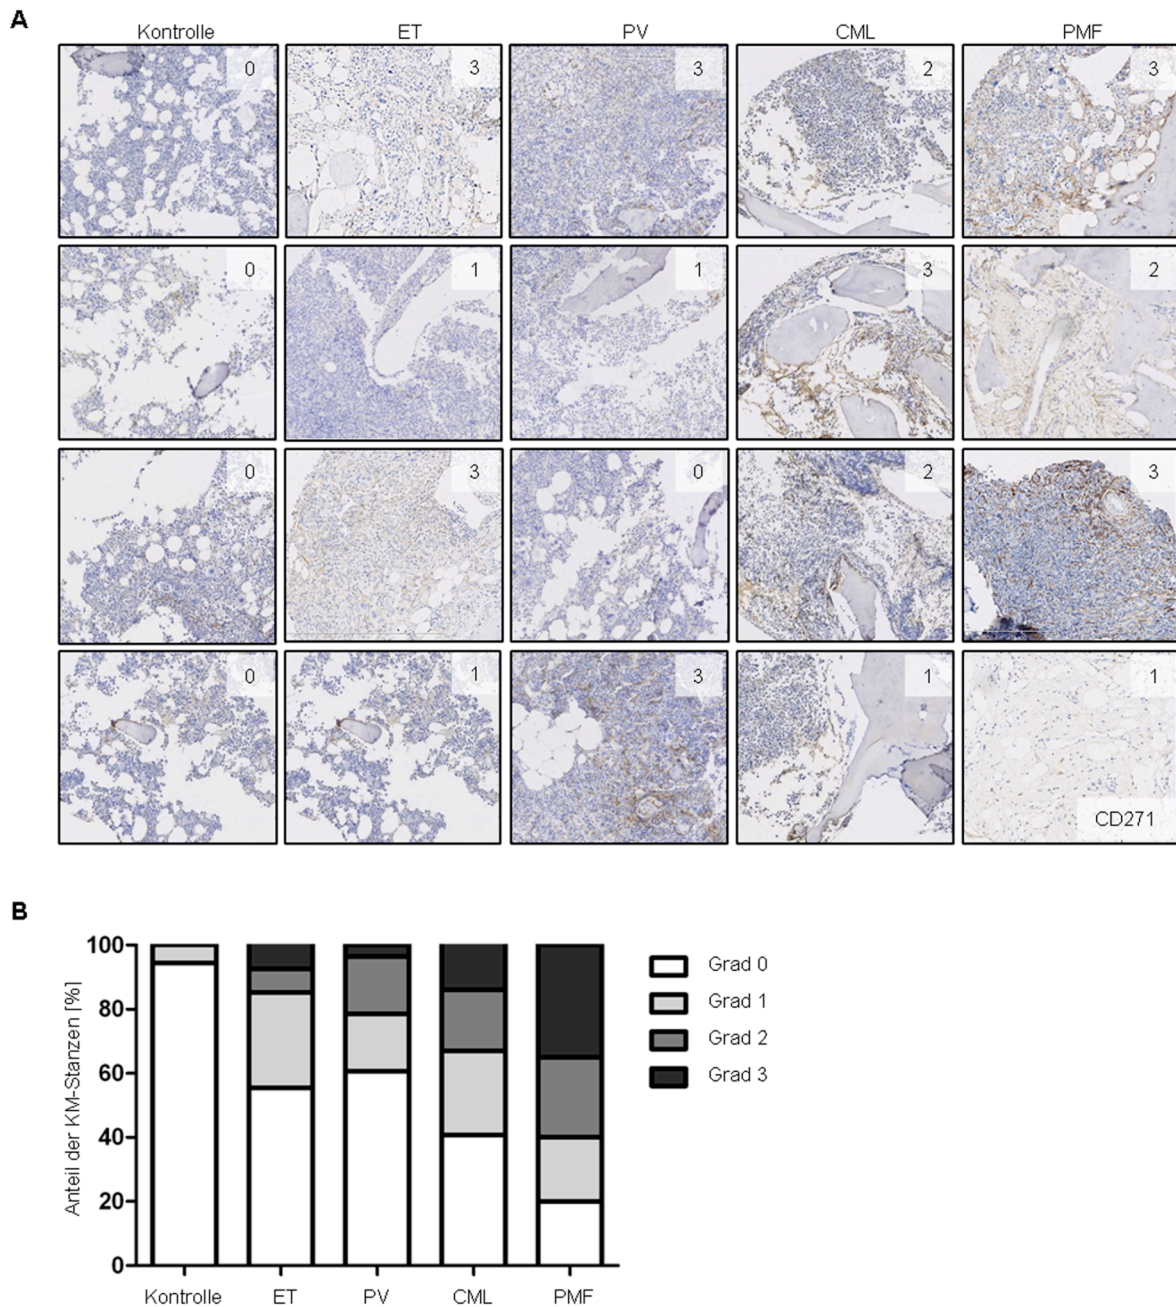 A
Kontrolle ET PV CML PMF
0 3 3 2 3
0 1 1 3 2
0 3 0 2 3
0 1 3 1 1
CD271
B
100
80
60
40
20
0
Anteil der KM-Stanzen [%]
Kontrolle ET PV CML PMF
Grad 0
Grad 1
Grad 2
Grad 3